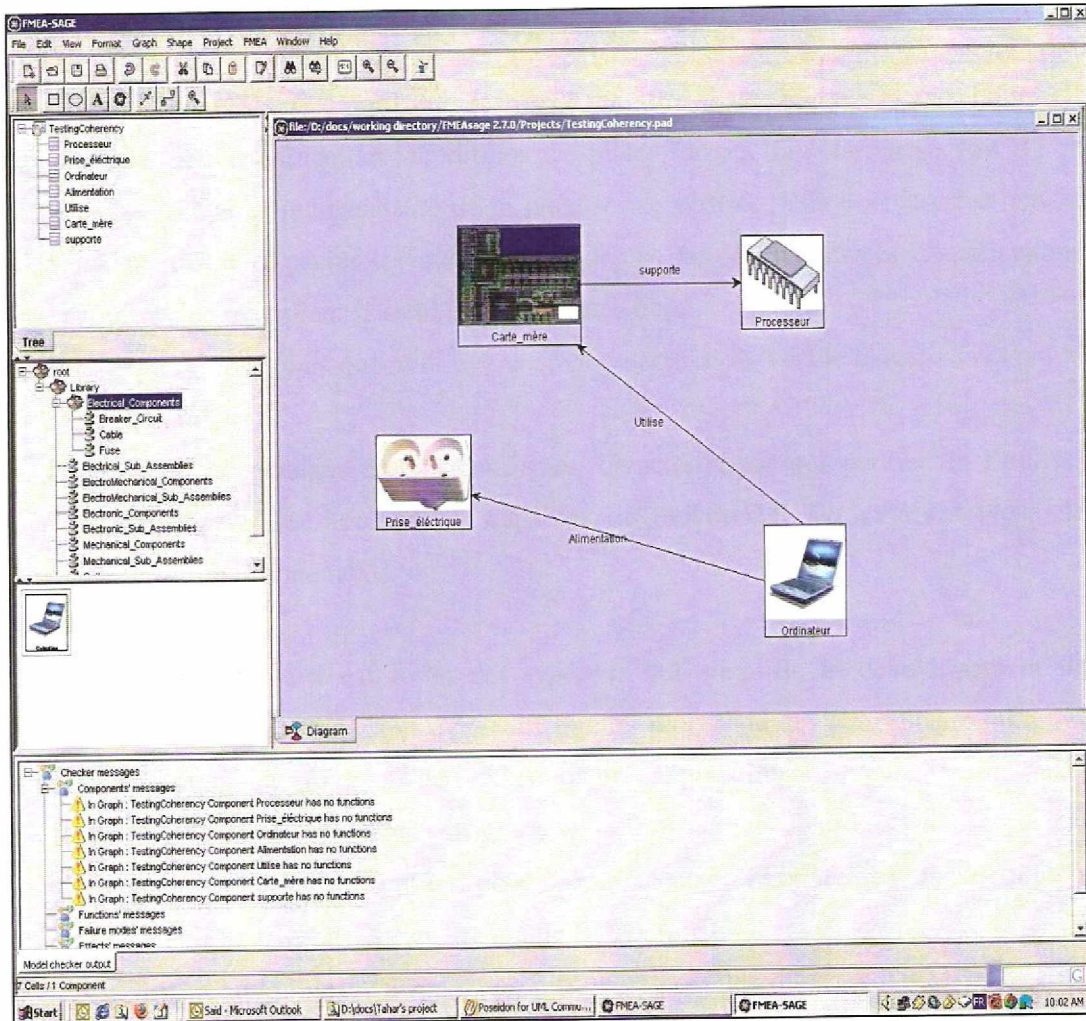 FMEA-SAGE
File Edit View Format Graph Shape Project FMEA Window Help
TestingCoherency
Processeur
Prise_éléctrique
Ordinateur
Alimentation
Utilise
Carte_mère
supporte
Tree
root
Library
Electrical_Components
Breaker_Circuit
Cable
Fuse
Electrical_Sub_Assemblies
ElectroMechanical_Components
ElectroMechanical_Sub_Assemblies
Electronic_Components
Electronic_Sub_Assemblies
Mechanical_Components
Mechanical_Sub_Assemblies
file:/D:/docs/working directory/FMEAsage 2.7.0/Projects/TestingCoherency.pad
supporte
Carte_mère
Processeur
Utilise
Prise_éléctrique
Alimentation
Ordinateur
Diagram
Checker messages
Components' messages
In Graph : TestingCoherency Component Processeur has no functions
In Graph : TestingCoherency Component Prise_éléctrique has no functions
In Graph : TestingCoherency Component Ordinateur has no functions
In Graph : TestingCoherency Component Alimentation has no functions
In Graph : TestingCoherency Component Utilise has no functions
In Graph : TestingCoherency Component Carte_mère has no functions
In Graph : TestingCoherency Component supporte has no functions
Functions' messages
Failure modes' messages
Effects' messages
Model checker output
7 Cells / 1 Component
Start Said - Microsoft Outlook D:\docs\Tahar's project Poseidon for UML Commu... FMEA-SAGE FMEA-SAGE FR 10:02 AM